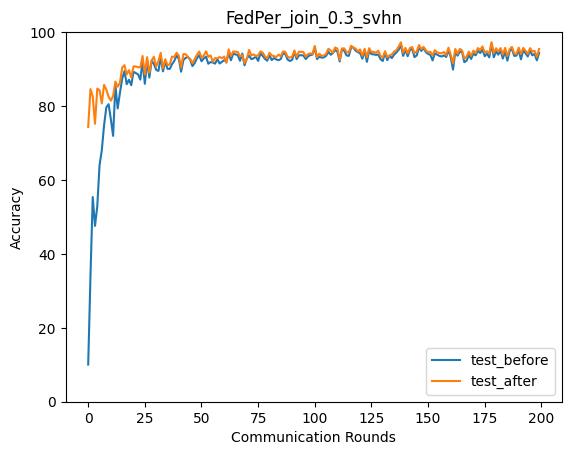 FedPer_join_0.3_svhn
100
80
60
40
20
0
Accuracy
0 25 50 75 100 125 150 175 200
Communication Rounds
test_before
test_after